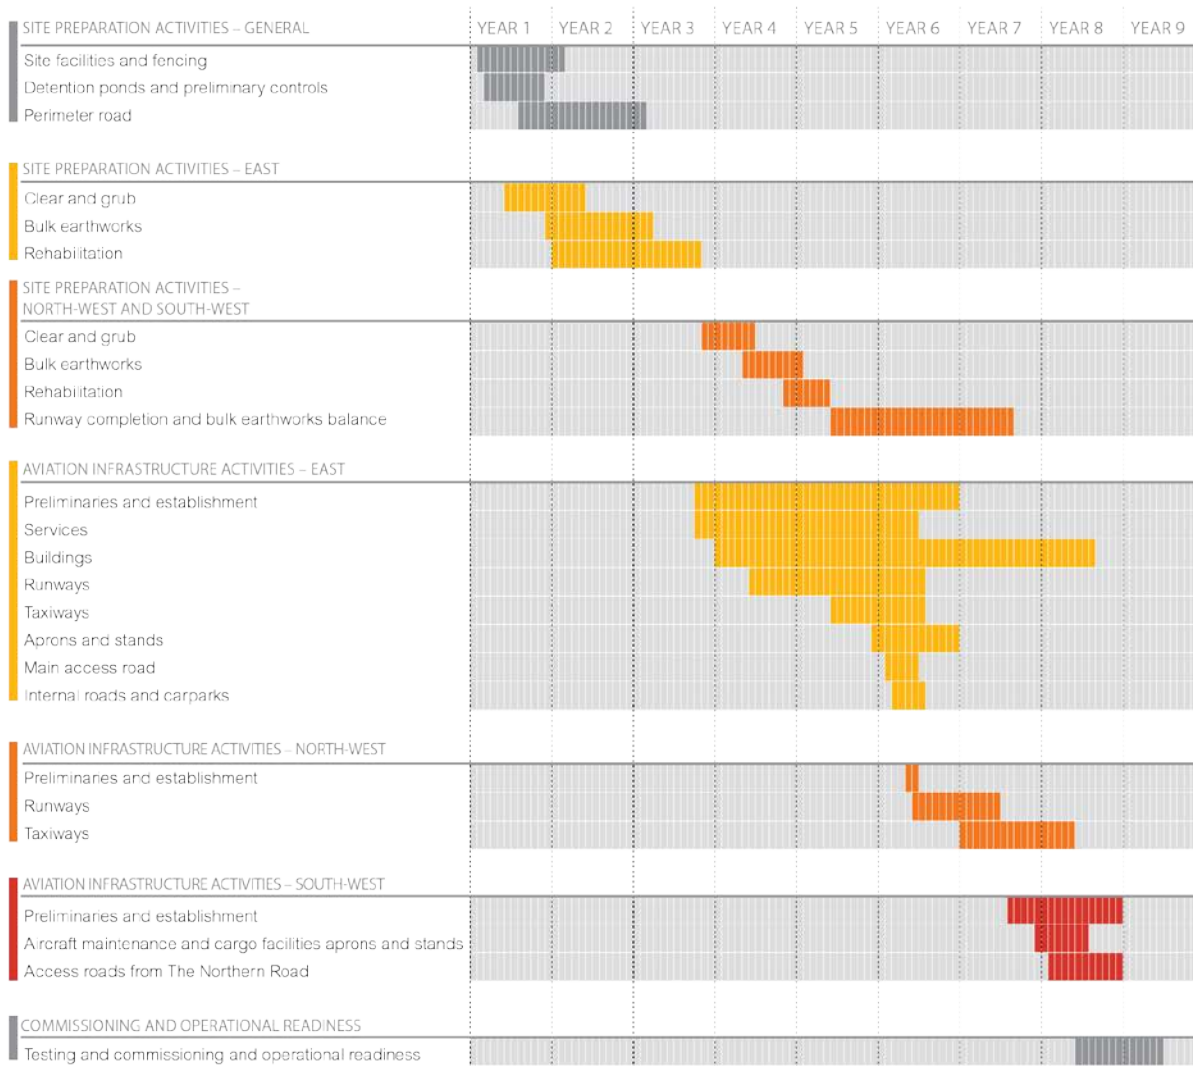 SITE PREPARATION ACTIVITIES – GENERAL YEAR 1 YEAR 2 YEAR 3 YEAR 4 YEAR 5 YEAR 6 YEAR 7 YEAR 8 YEAR 9
Site facilities and fencing
Detention ponds and preliminary controls
Perimeter road
SITE PREPARATION ACTIVITIES – EAST
Clear and grub
Bulk earthworks
Rehabilitation
SITE PREPARATION ACTIVITIES –
NORTH-WEST AND SOUTH-WEST
Clear and grub
Bulk earthworks
Rehabilitation
Runway completion and bulk earthworks balance
AVIATION INFRASTRUCTURE ACTIVITIES – EAST
Preliminaries and establishment
Services
Buildings
Runways
Taxiways
Aprons and stands
Main access road
Internal roads and carparks
AVIATION INFRASTRUCTURE ACTIVITIES – NORTH-WEST
Preliminaries and establishment
Runways
Taxiways
AVIATION INFRASTRUCTURE ACTIVITIES – SOUTH-WEST
Preliminaries and establishment
Aircraft maintenance and cargo facilities aprons and stands
Access roads from The Northern Road
COMMISSIONING AND OPERATIONAL READINESS
Testing and commissioning and operational readiness